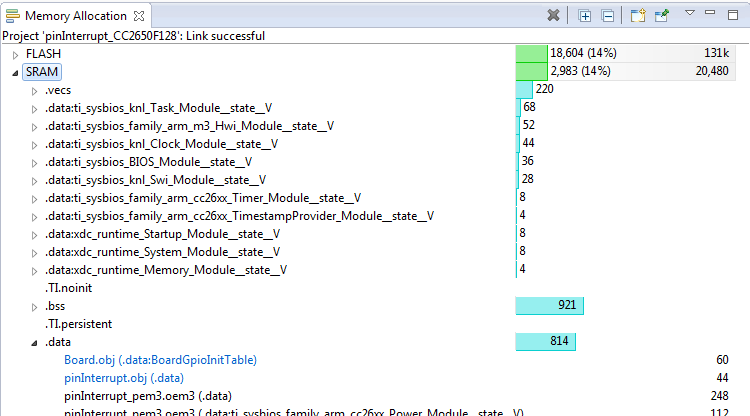 Memory Allocation
Project 'pinInterrupt_CC2650F128': Link successful
FLASH 18,604 (14%) 131k
SRAM 2,983 (14%) 20,480
.vecs 220
.data:ti_sysbios_knl_Task_Module__state__V 68
.data:ti_sysbios_family_arm_m3_Hwi_Module__state__V 52
.data:ti_sysbios_knl_Clock_Module__state__V 44
.data:ti_sysbios_BIOS_Module__state__V 36
.data:ti_sysbios_knl_Swi_Module__state__V 28
.data:ti_sysbios_family_arm_cc26xx_Timer_Module__state__V 8
.data:ti_sysbios_family_arm_cc26xx_TimestampProvider_Module__state__V 4
.data:xdc_runtime_Startup_Module__state__V 8
.data:xdc_runtime_System_Module__state__V 8
.data:xdc_runtime_Memory_Module__state__V 4
.TI.noinit
.bss 921
.TI.persistent
.data 814
Board.obj (.data:BoardGpioInitTable) 60
pinInterrupt.obj (.data) 44
pinInterrupt_pem3.oem3 (.data) 248
pinInterrupt_pem3.oem3 (.data:ti_sysbios_family_arm_cc26xx_Power_Module__state__V) 112